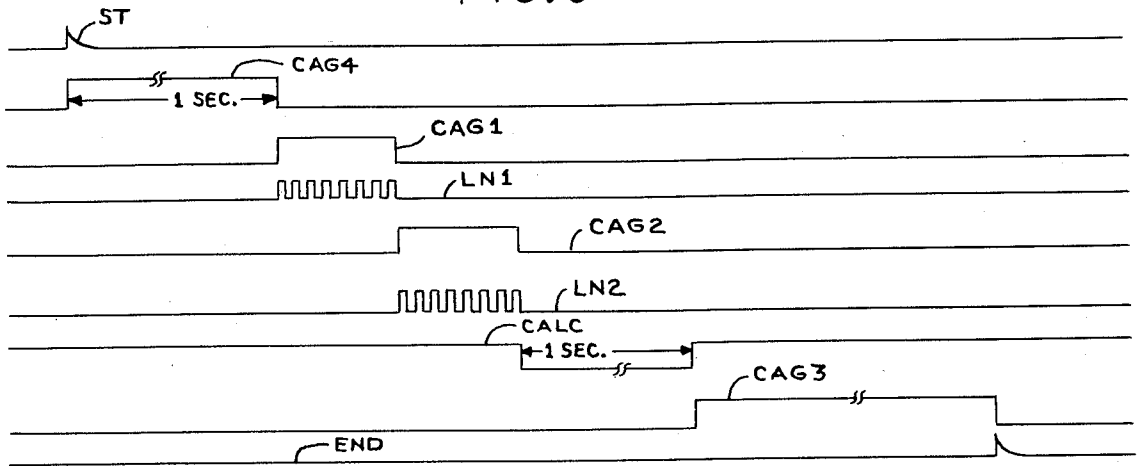 ST
CAG4
1 SEC.
CAG1
LN1
CAG2
LN2
CALC
1 SEC.
CAG3
END